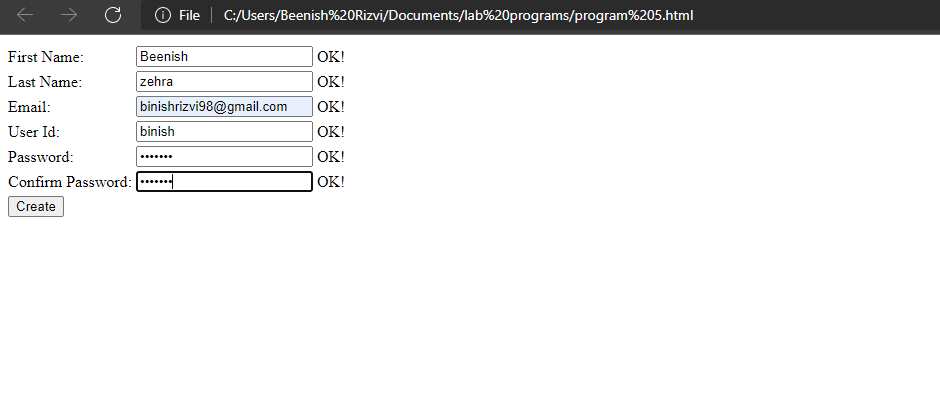 File C:/Users/Beenish%20Rizvi/Documents/lab%20programs/program%205.html
First Name: Beenish OK!
Last Name: zehra OK!
Email: binishrizvi98@gmail.com OK!
User Id: binish OK!
Password: ••••••• OK!
Confirm Password: ••••••• OK!
Create